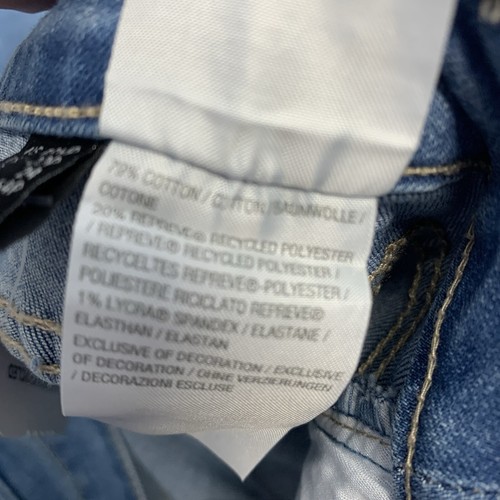 79% COTTON / COTON / BAUMWOLLE /
COTONE
20% REPREVE® RECYCLED POLYESTER
/ REPREVE® RECYCLED POLYESTER /
RECYCELTES REPREVE®-POLYESTER /
POLIESTERE RICICLATO REPREVE®
1% LYCRA® SPANDEX / ELASTANE /
ELASTHAN / ELASTAN
EXCLUSIVE OF DECORATION / EXCLUSIVE
OF DECORATION / OHNE VERZIERUNGEN
/ DECORAZIONI ESCLUSE